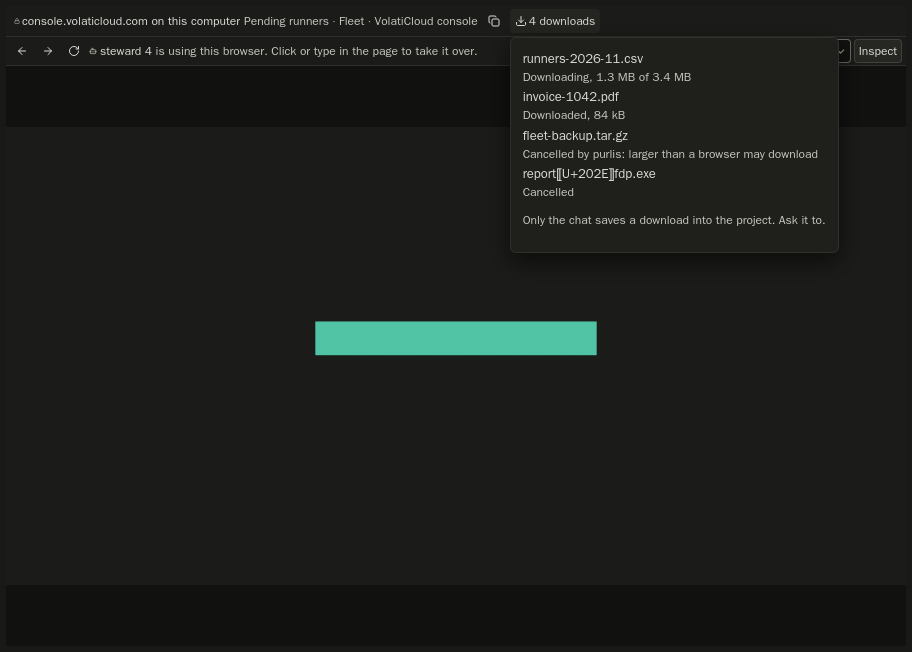 console.volaticloud.com on this computer Pending runners · Fleet · VolatiCloud console
4 downloads
steward 4 is using this browser. Click or type in the page to take it over.
Inspect
runners-2026-11.csv
Downloading, 1.3 MB of 3.4 MB
invoice-1042.pdf
Downloaded, 84 kB
fleet-backup.tar.gz
Cancelled by purlis: larger than a browser may download
report⟦U+202E⟧fdp.exe
Cancelled
Only the chat saves a download into the project. Ask it to.